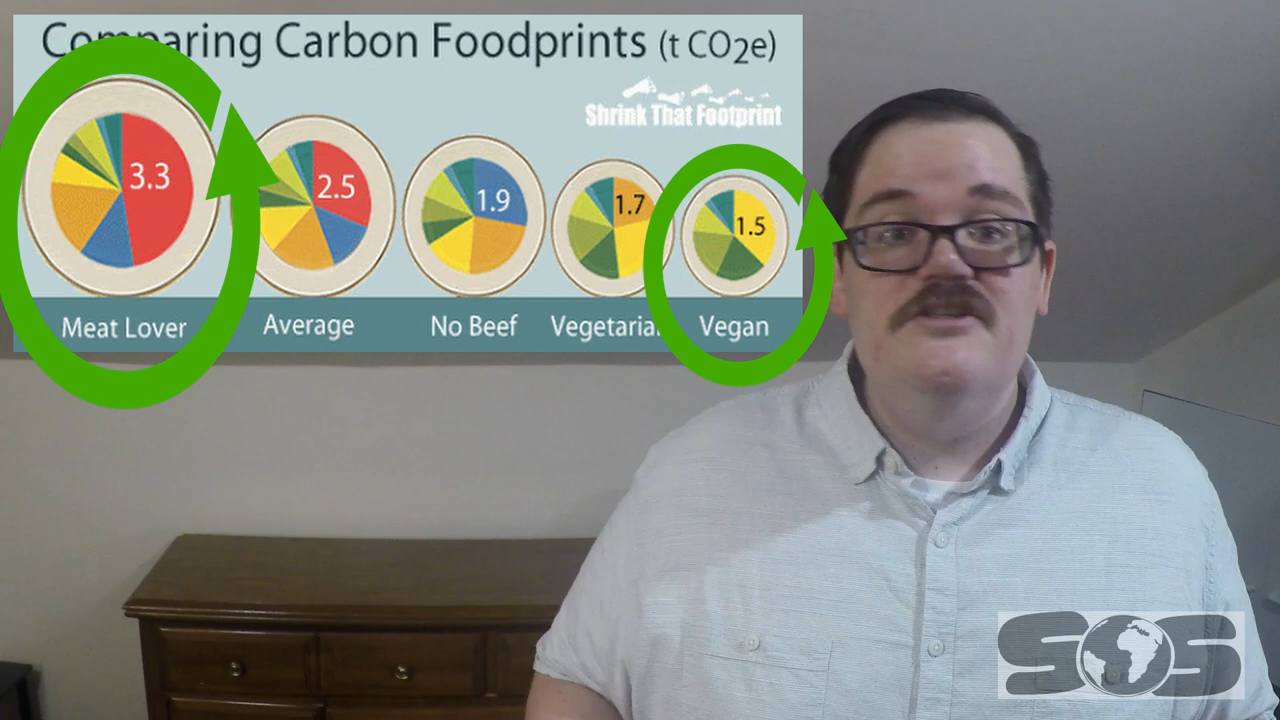 Comparing Carbon Foodprints (t CO2e)
Shrink That Footprint
3.3
2.5
1.9
1.7
1.5
Meat Lover
Average
No Beef
Vegetarian
Vegan
SOS